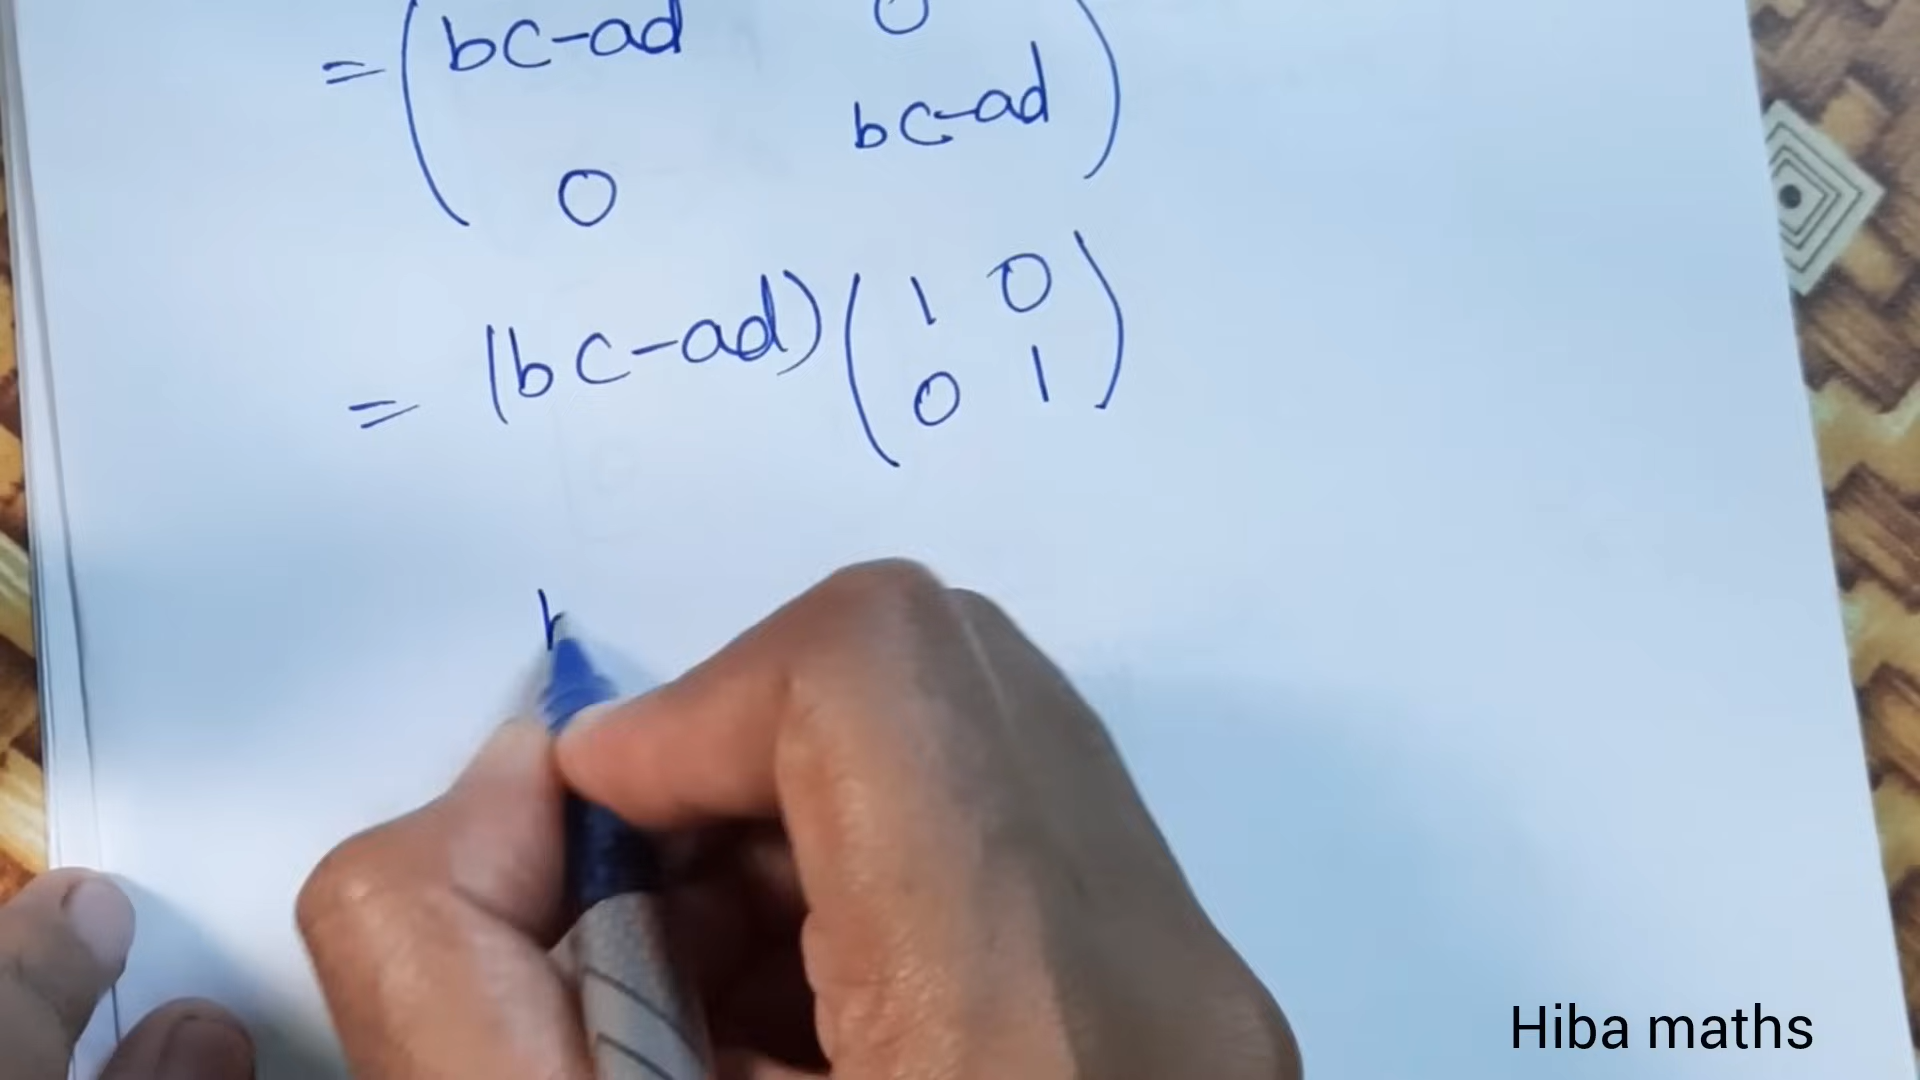 = ( bc-ad 0
0 bc-ad )
= (bc-ad) ( 1 0
0 1 )
Hiba maths